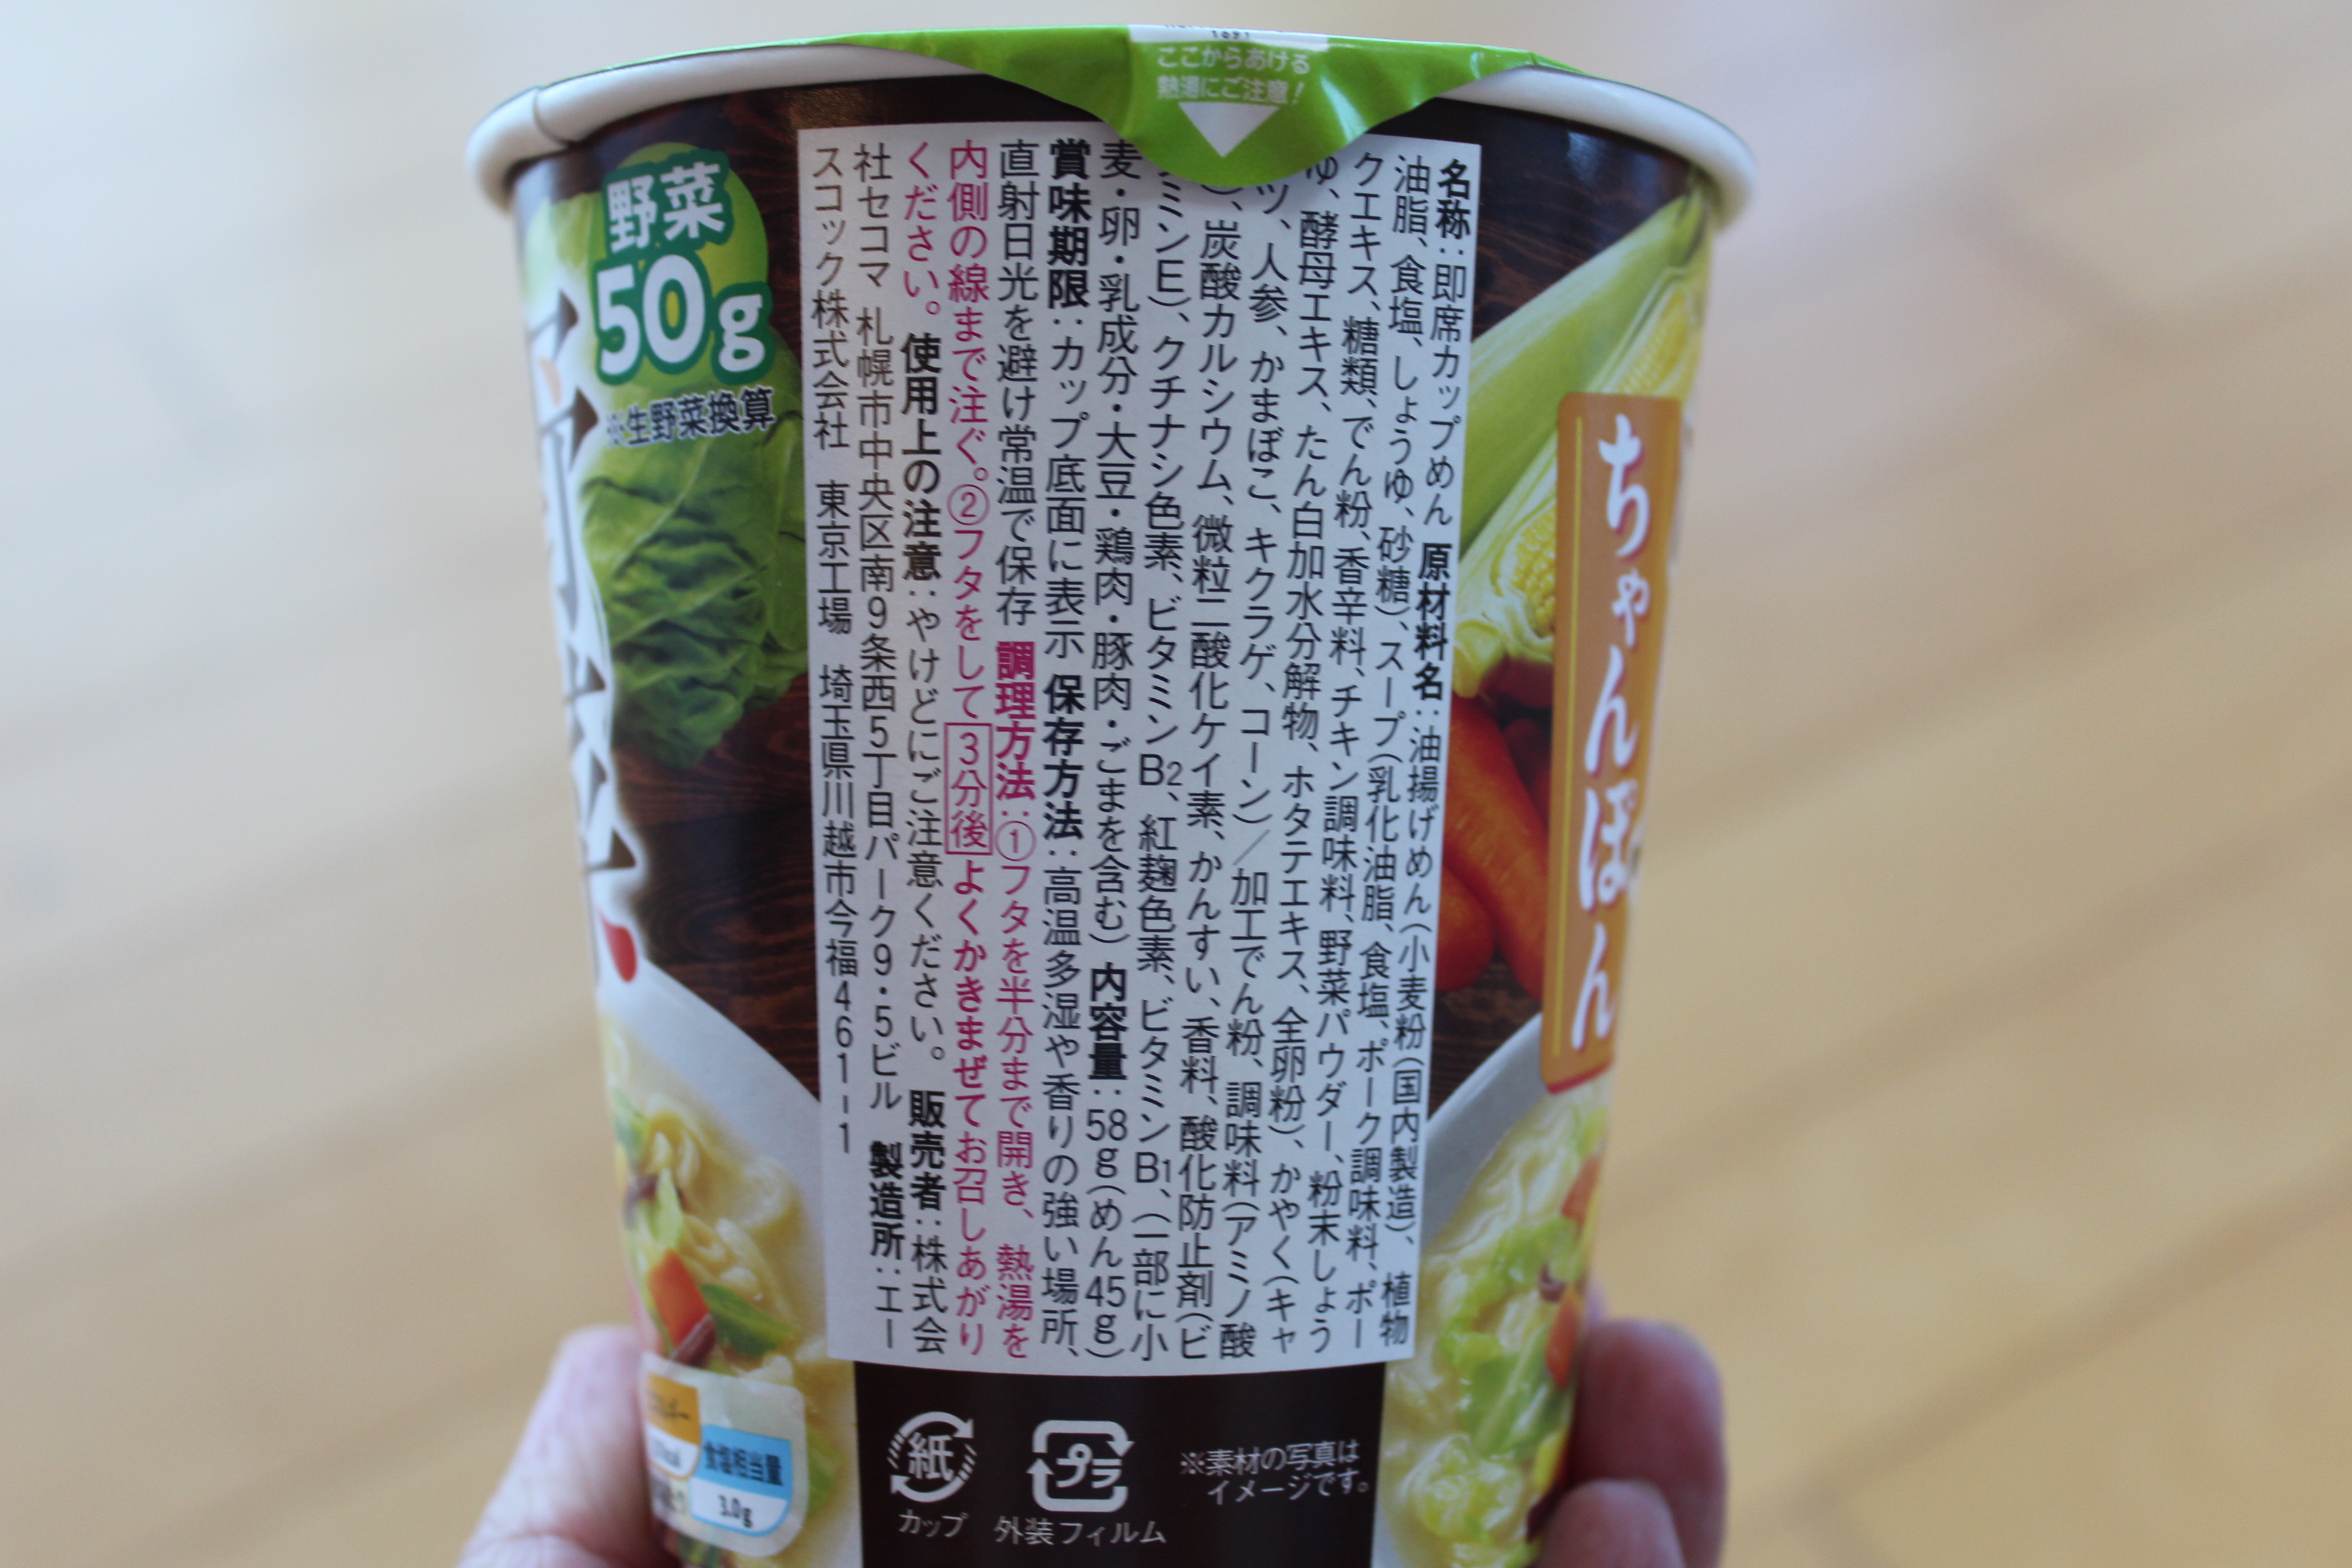 1691
ここからあける
熱湯にご注意!
名称:即席カップめん 原材料名:油揚げめん(小麦粉(国内製造)、植物
油脂、食塩、しょうゆ、砂糖)、スープ(乳化油脂、食塩、ポーク調味料、ポー
クエキス、糖類、でん粉、香辛料、チキン調味料、野菜パウダー、粉末しょう
ゆ、酵母エキス、たん白加水分解物、ホタテエキス、全卵粉)、かやく(キャ
ツ、人参、かまぼこ、キクラゲ、コーン)/加工でん粉、調味料(アミノ酸
)、炭酸カルシウム、微粒二酸化ケイ素、かんすい、香料、酸化防止剤(ビ
ミンE)、クチナシ色素、ビタミンB2、紅麹色素、ビタミンB1、(一部に小
麦・卵・乳成分・大豆・鶏肉・豚肉・ごまを含む) 内容量:58g(めん45g)
賞味期限:カップ底面に表示 保存方法:高温多湿や香りの強い場所、
直射日光を避け常温で保存 調理方法:①フタを半分まで開き、熱湯を
内側の線まで注ぐ。②フタをして3分後よくかきまぜてお召しあがり
ください。 使用上の注意:やけどにご注意ください。 販売者:株式会
社セコマ 札幌市中央区南9条西5丁目パーク9・5ビル 製造所:エー
スコック株式会社 東京工場 埼玉県川越市今福461-1
野菜
50g
※生野菜換算
ちゃんぽん
食塩相当量
3.0g
紙
カップ
プラ
外装フィルム
※素材の写真は
イメージです。